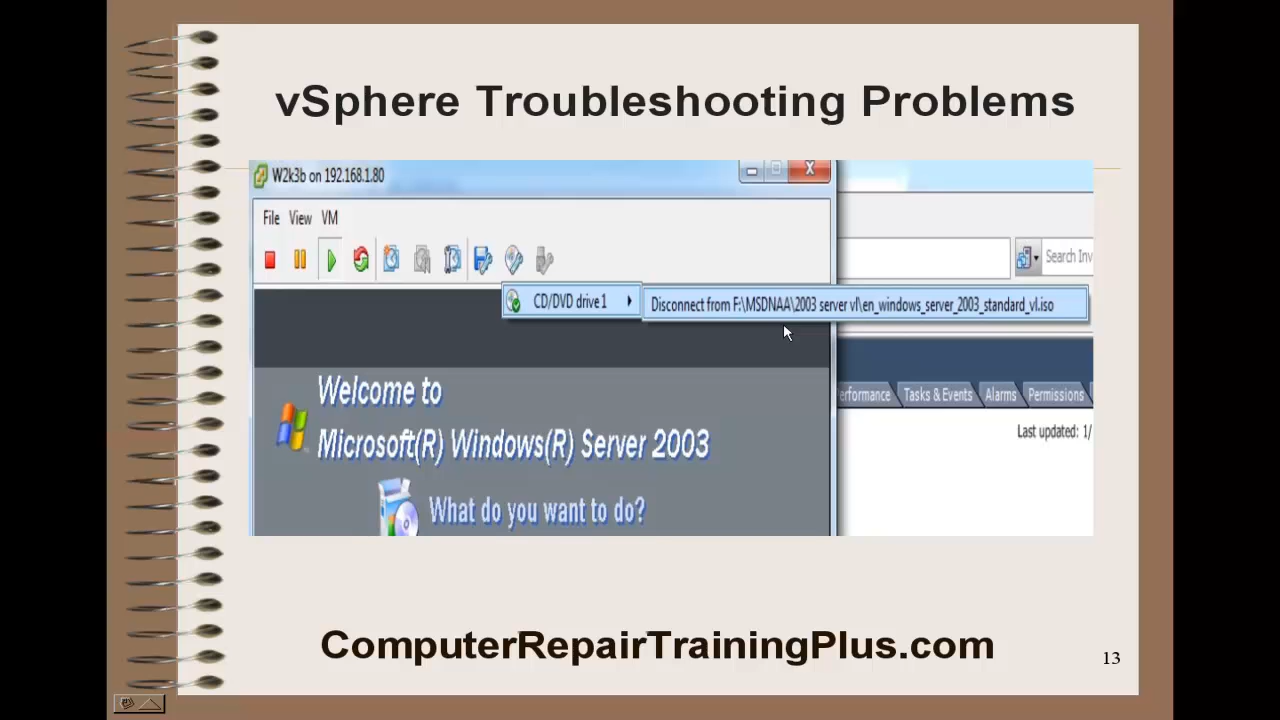 vSphere Troubleshooting Problems
W2k3b on 192.168.1.80
File View VM
Search Inv
CD/DVD drive 1
Disconnect from F:\MSDNAA\2003 server vl\en_windows_server_2003_standard_vl.iso
Welcome to
Microsoft(R) Windows(R) Server 2003
erformance Tasks & Events Alarms Permissions
Last updated: 1/
What do you want to do?
ComputerRepairTrainingPlus.com
13